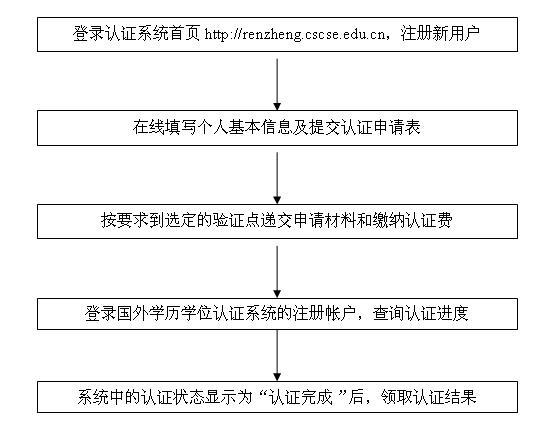 登录认证系统首页 http://renzheng.cscse.edu.cn，注册新用户
在线填写个人基本信息及提交认证申请表
按要求到选定的验证点递交申请材料和缴纳认证费
登录国外学历学位认证系统的注册帐户，查询认证进度
系统中的认证状态显示为“认证完成”后，领取认证结果